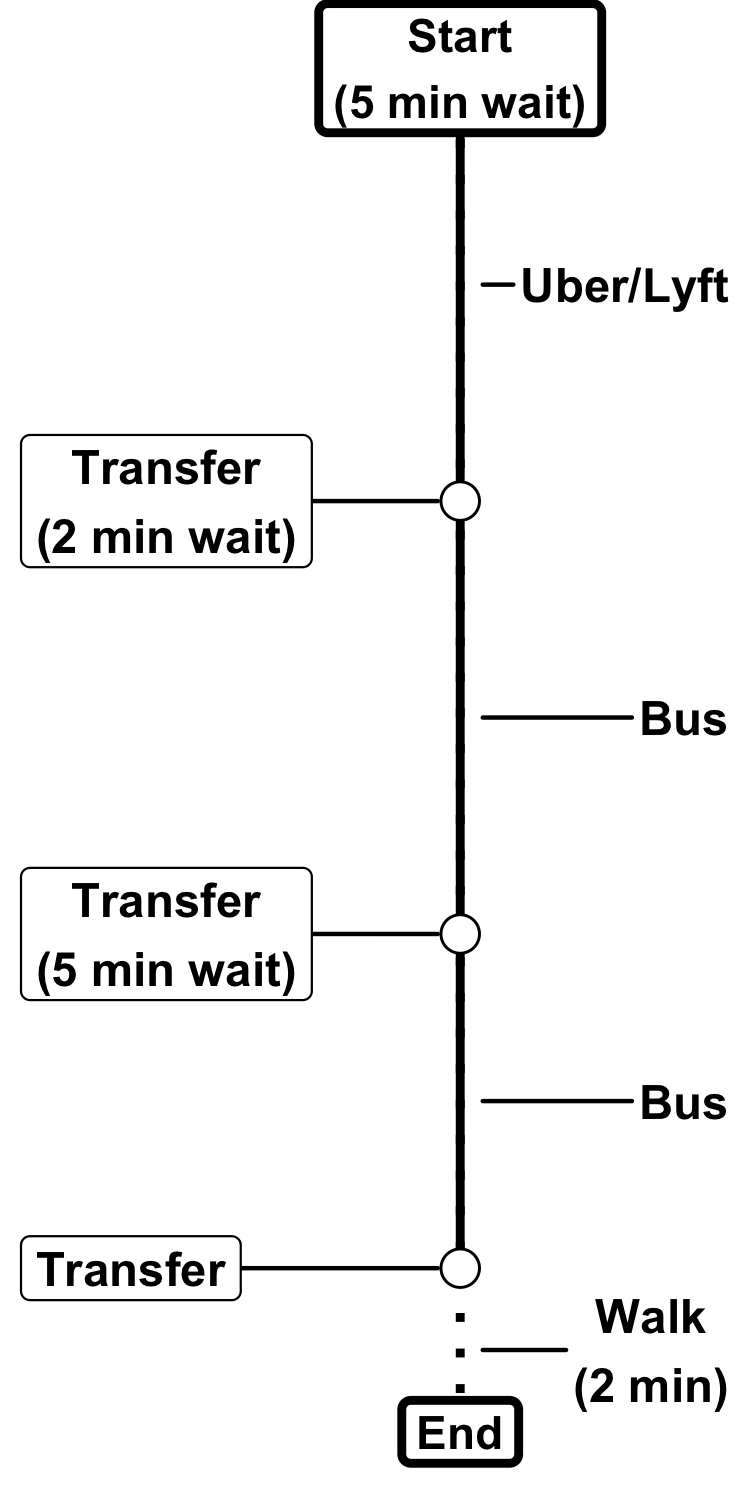 Start
(5 min wait)
Uber/Lyft
Transfer
(2 min wait)
Bus
Transfer
(5 min wait)
Bus
Transfer
Walk
(2 min)
End